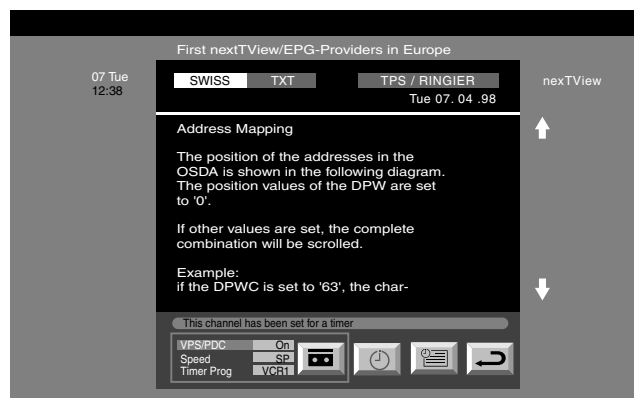 First nextTView/EPG-Providers in Europe
07 Tue
12:38
SWISS TXT TPS / RINGIER
nexTView
Tue 07. 04 .98
Address Mapping
The position of the addresses in the
OSDA is shown in the following diagram.
The position values of the DPW are set
to '0'.
If other values are set, the complete
combination will be scrolled.
Example:
if the DPWC is set to '63', the char-
This channel has been set for a timer
VPS/PDC On
Speed SP
Timer Prog VCR1